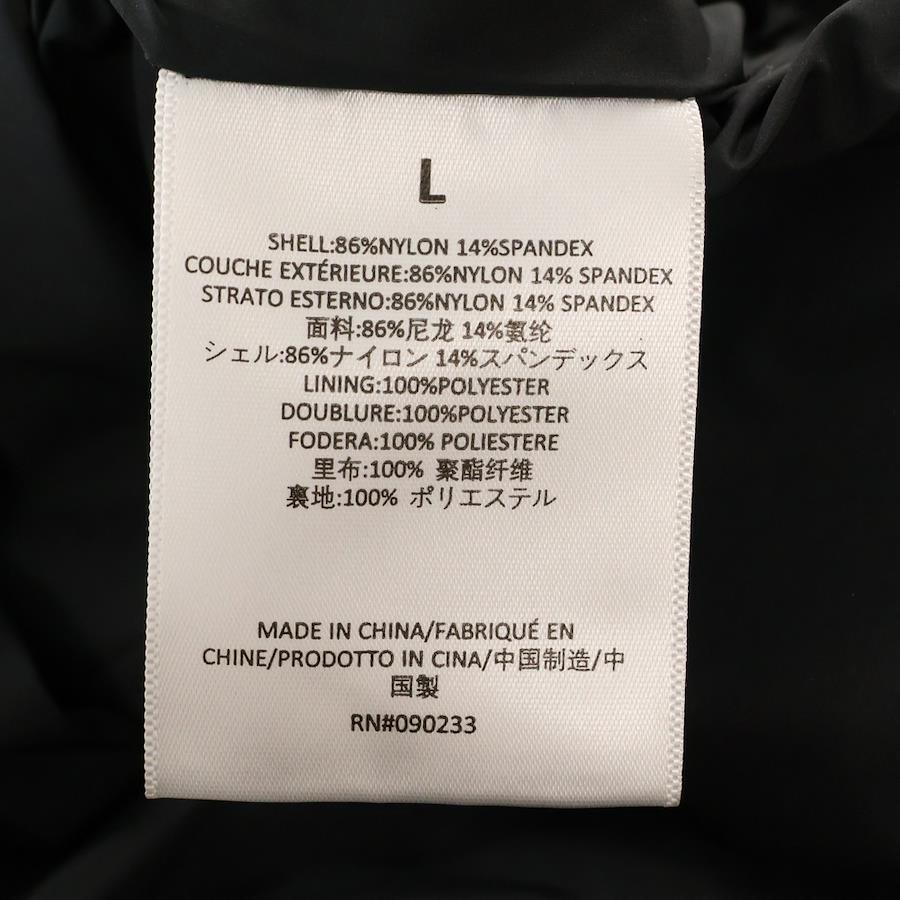 L
SHELL:86%NYLON 14%SPANDEX
COUCHE EXTÉRIEURE:86%NYLON 14% SPANDEX
STRATO ESTERNO:86%NYLON 14% SPANDEX
面料:86%尼龙 14%氨纶
シェル:86%ナイロン 14%スパンデックス
LINING:100%POLYESTER
DOUBLURE:100%POLYESTER
FODERA:100% POLIESTERE
里布:100% 聚酯纤维
裏地:100% ポリエステル
MADE IN CHINA/FABRIQUÉ EN
CHINE/PRODOTTO IN CINA/中国制造/中
国製
RN#090233